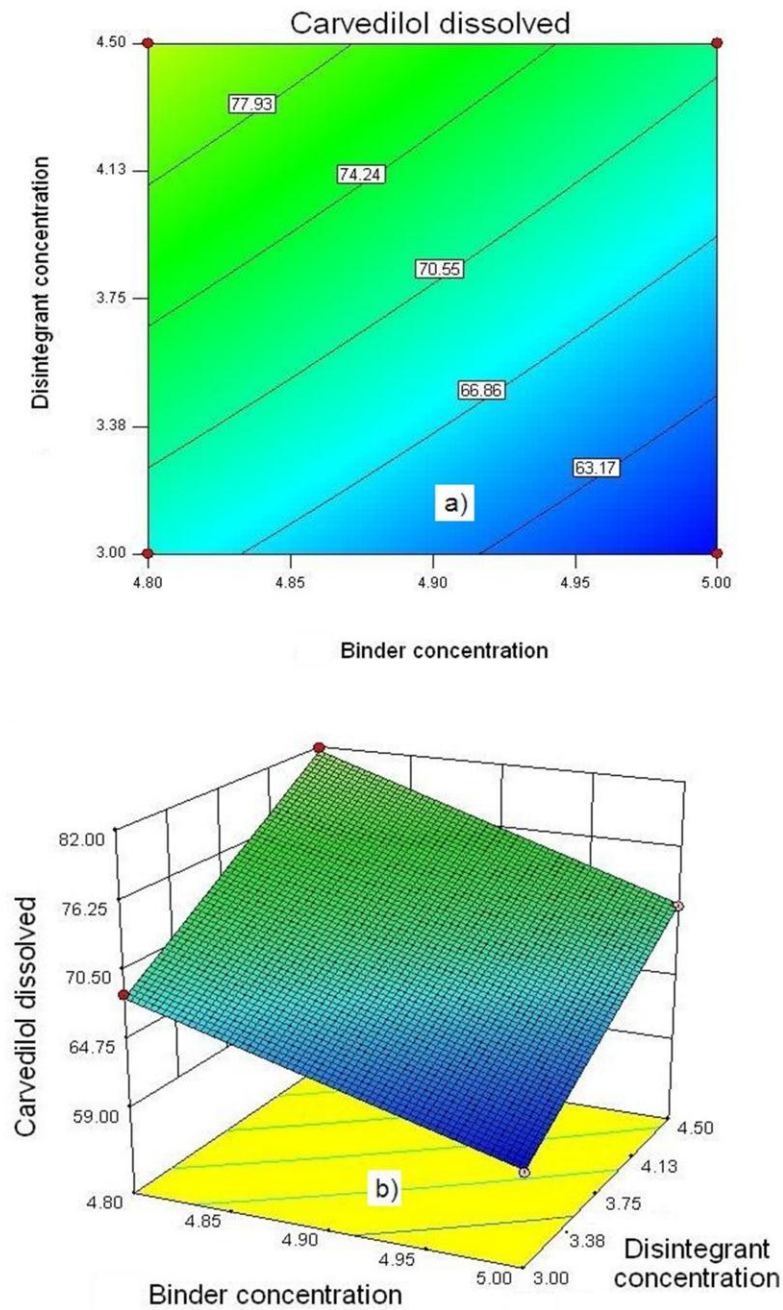 Carvedilol dissolved
4.50
77.93
4.13
74.24
Disintegrant concentration
70.55
3.75
66.86
3.38
63.17
a)
3.00
4.80 4.85 4.90 4.95 5.00
Binder concentration
82.00
76.25
70.50
64.75
59.00
Carvedilol dissolved
b)
4.80
4.85
4.90
4.95
5.00
Binder concentration
4.50
4.13
3.75
3.38
3.00
Disintegrant
concentration